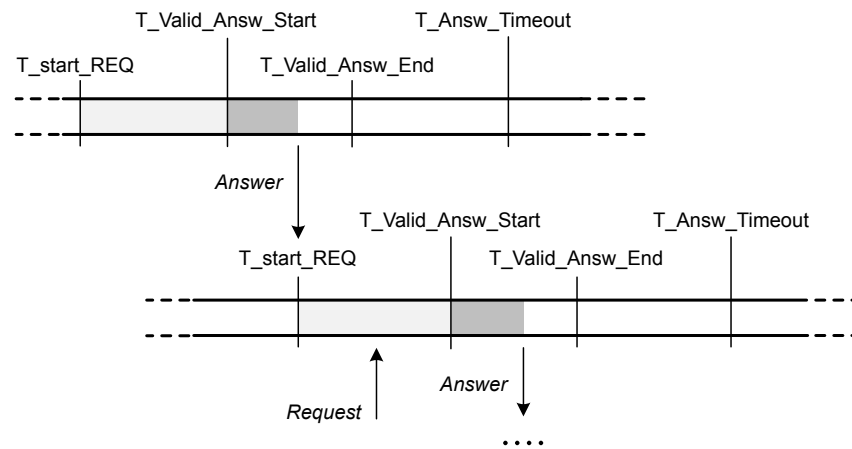 T_Valid_Answ_Start T_Answ_Timeout
T_start_REQ T_Valid_Answ_End
Answer
T_Valid_Answ_Start T_Answ_Timeout
T_start_REQ T_Valid_Answ_End
Answer
Request
....